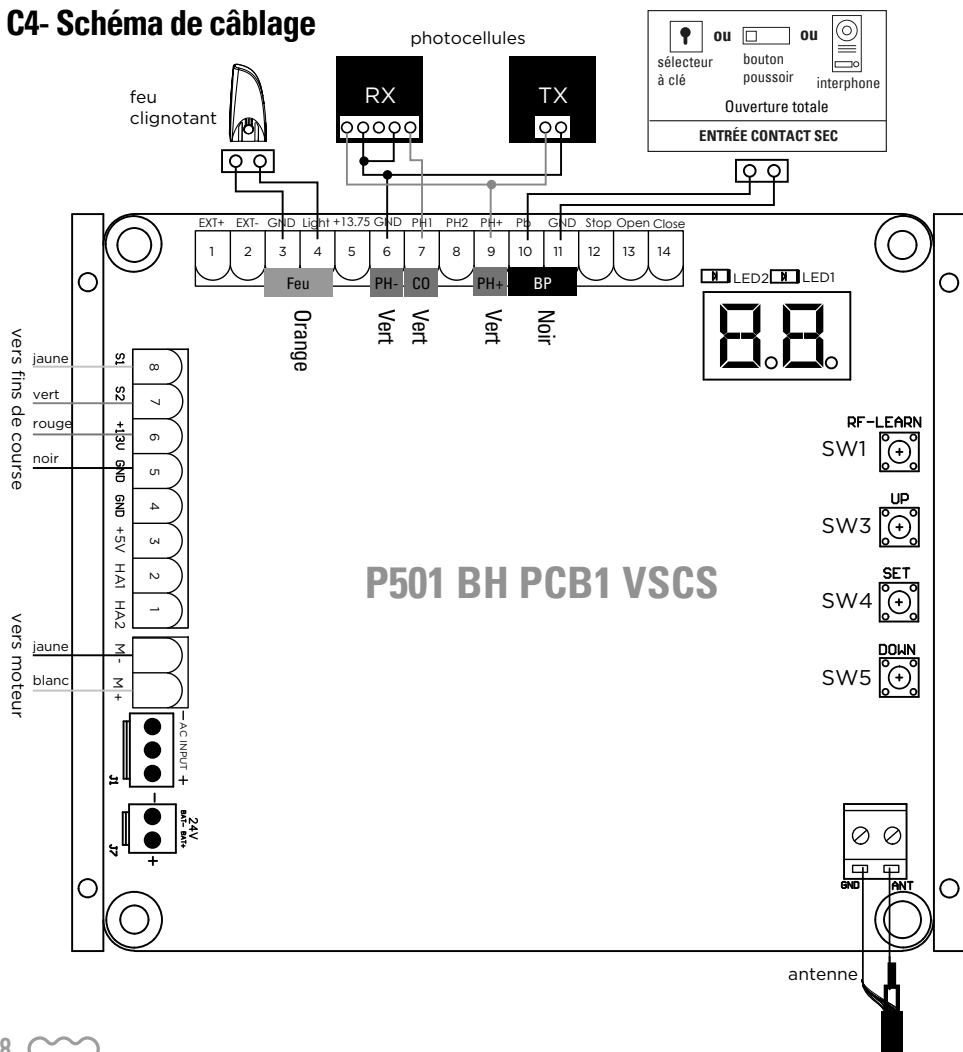 C4- Schéma de câblage
photocellules
feu
clignotant
RX
TX
ou
ou
sélecteur
à clé
bouton
poussoir
interphone
Ouverture totale
ENTRÉE CONTACT SEC
EXT+ EXT- GND Light +13.75 GND PH1 PH2 PH+ Pb GND Stop Open Close
1 2 3 4 5 6 7 8 9 10 11 12 13 14
Feu PH- CO PH+ BP
Orange Vert Vert Vert Noir
LED2 LED1
8.8.
vers fins de course
jaune S1 8
vert S2 7
rouge +13V 6
noir GND 5
GND 4
+5V 3
HA1 2
HA2 1
vers moteur
jaune M -
blanc M +
P501 BH PCB1 VSCS
RF-LEARN
SW1
UP
SW3
SET
SW4
DOWN
SW5
J1
- AC INPUT +
J7
-
24V
BAT- BAT+
+
GND ANT
antenne
8